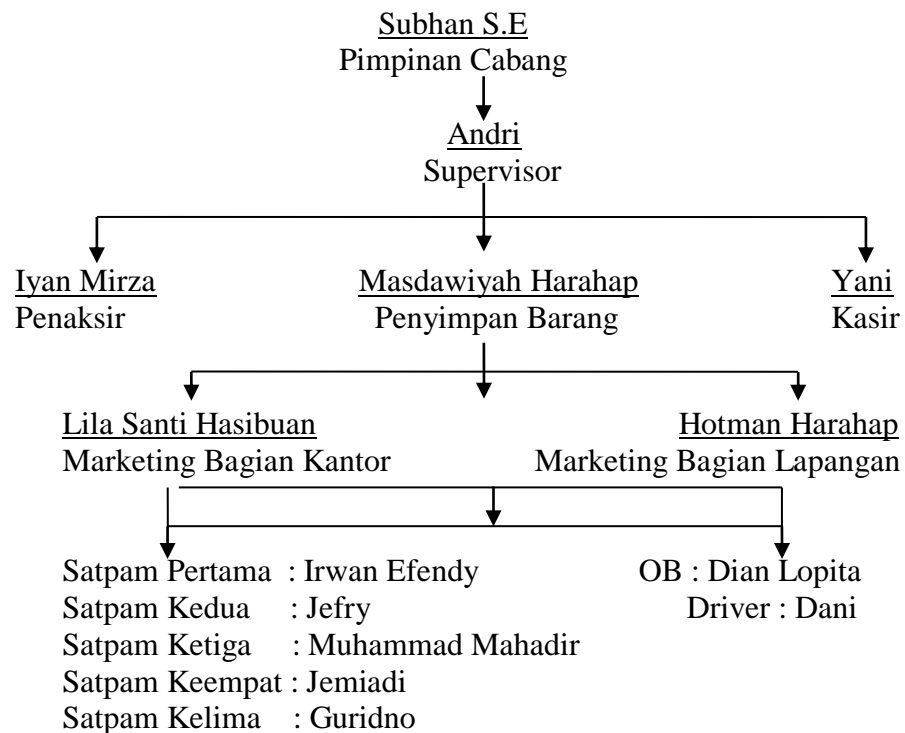 Subhan S.E
Pimpinan Cabang
Andri
Supervisor
Iyan Mirza Masdawiyah Harahap Yani
Penaksir Penyimpan Barang Kasir
Lila Santi Hasibuan Hotman Harahap
Marketing Bagian Kantor Marketing Bagian Lapangan
Satpam Pertama : Irwan Efendy OB : Dian Lopita
Satpam Kedua : Jefry Driver : Dani
Satpam Ketiga : Muhammad Mahadir
Satpam Keempat : Jemiadi
Satpam Kelima : Guridno